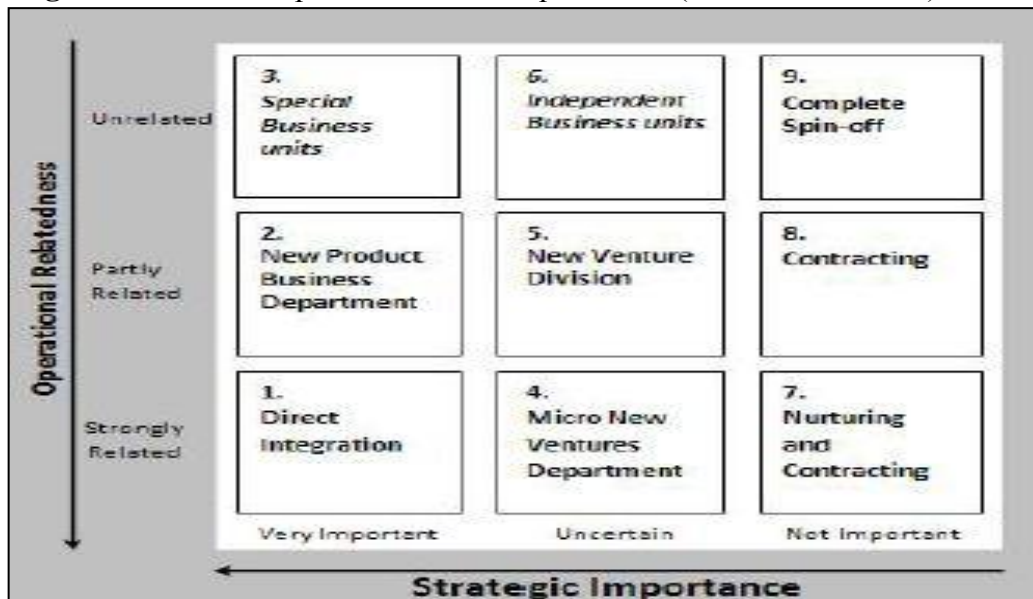 3.
Special
Business
units
6.
Independent
Business units
9.
Complete
Spin-off
Unrelated
2.
New Product
Business
Department
5.
New Venture
Division
8.
Contracting
Partly
Related
1.
Direct
Integration
4.
Micro New
Ventures
Department
7.
Nurturing
and
Contracting
Strongly
Related
Operational Relatedness
Very Important
Uncertain
Not Important
Strategic Importance